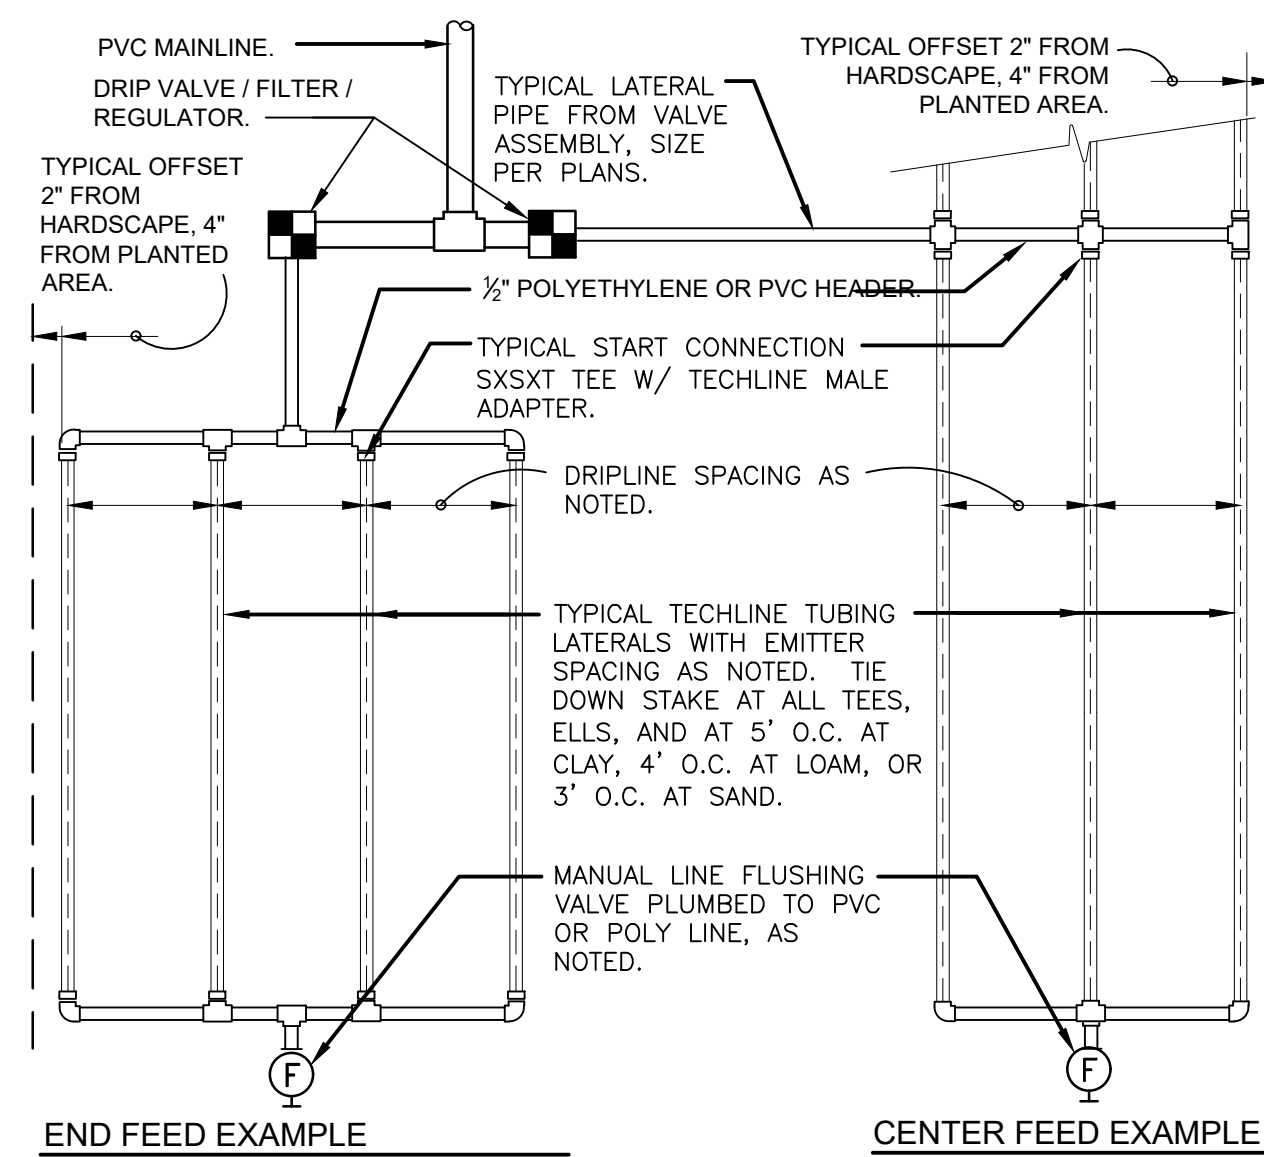 PVC MAINLINE.
DRIP VALVE / FILTER /
REGULATOR.
TYPICAL OFFSET
2" FROM
HARDSCAPE, 4"
FROM PLANTED
AREA.
TYPICAL LATERAL
PIPE FROM VALVE
ASSEMBLY, SIZE
PER PLANS.
TYPICAL OFFSET 2" FROM
HARDSCAPE, 4" FROM
PLANTED AREA.
½" POLYETHYLENE OR PVC HEADER.
TYPICAL START CONNECTION
SXSXT TEE W/ TECHLINE MALE
ADAPTER.
DRIPLINE SPACING AS
NOTED.
TYPICAL TECHLINE TUBING
LATERALS WITH EMITTER
SPACING AS NOTED. TIE
DOWN STAKE AT ALL TEES,
ELLS, AND AT 5' O.C. AT
CLAY, 4' O.C. AT LOAM, OR
3' O.C. AT SAND.
MANUAL LINE FLUSHING
VALVE PLUMBED TO PVC
OR POLY LINE, AS
NOTED.
F
F
END FEED EXAMPLE
CENTER FEED EXAMPLE